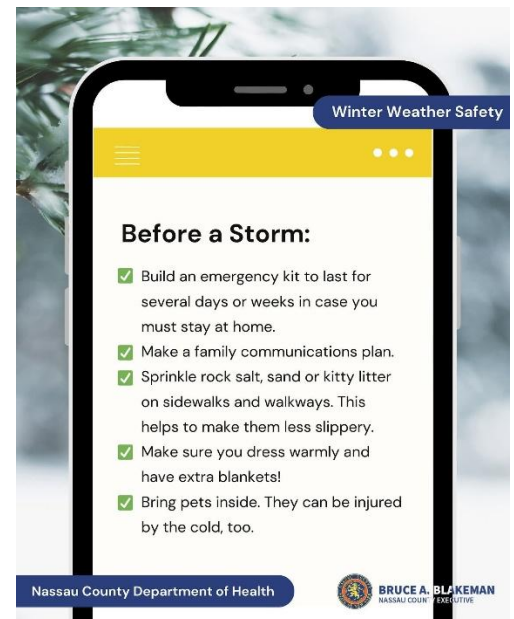 Winter Weather Safety
Before a Storm:
Build an emergency kit to last for
several days or weeks in case you
must stay at home.
Make a family communications plan.
Sprinkle rock salt, sand or kitty litter
on sidewalks and walkways. This
helps to make them less slippery.
Make sure you dress warmly and
have extra blankets!
Bring pets inside. They can be injured
by the cold, too.
Nassau County Department of Health
BRUCE A. BLAKEMAN
NASSAU COUNTY EXECUTIVE